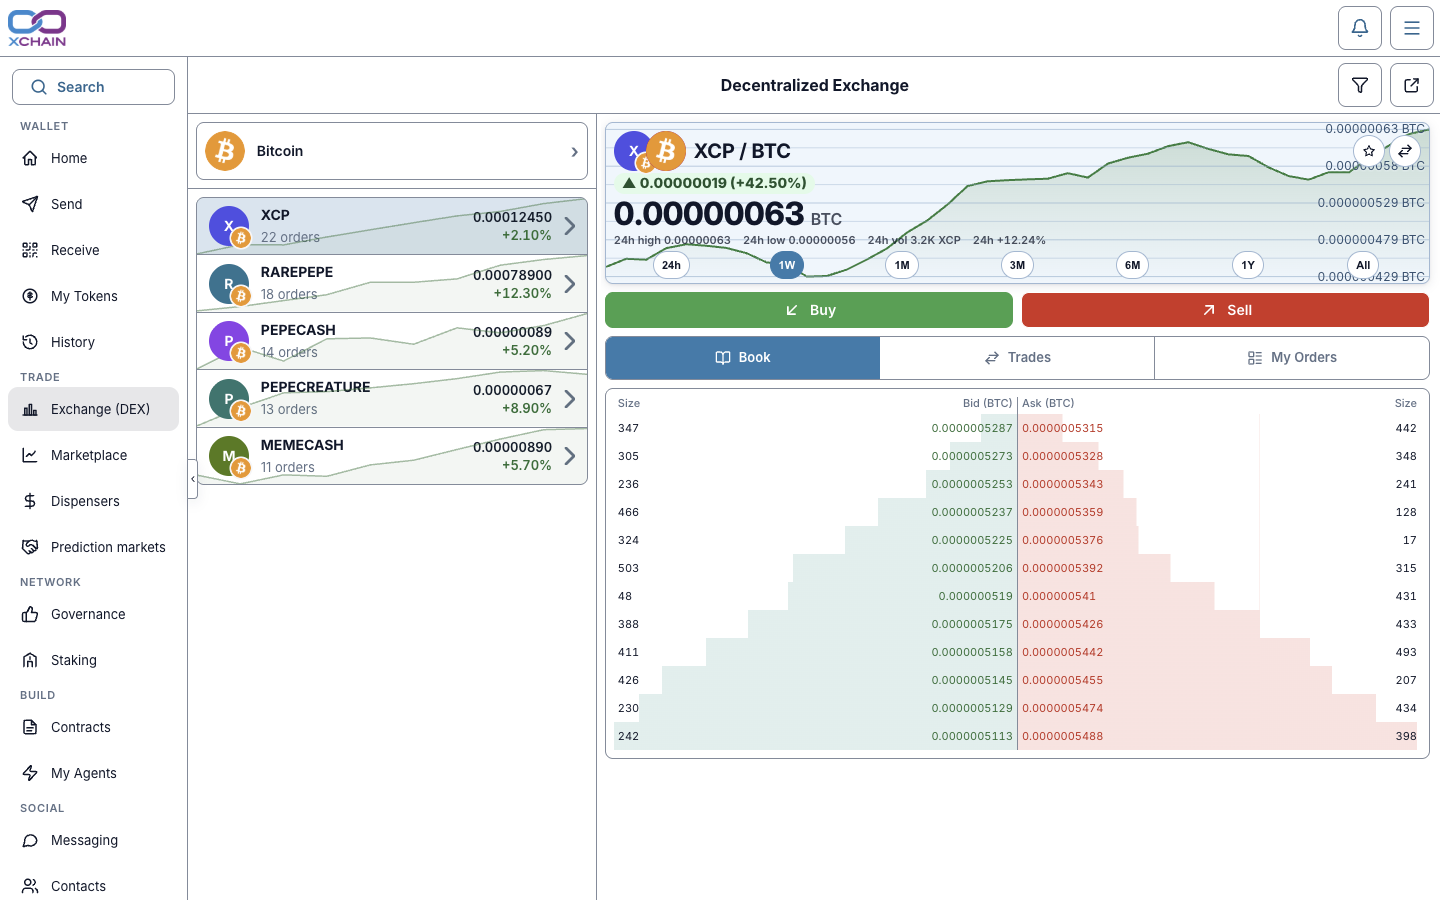 XCHAIN
Search
Decentralized Exchange
WALLET
Home
Send
Receive
My Tokens
History
TRADE
Exchange (DEX)
Marketplace
Dispensers
Prediction markets
NETWORK
Governance
Staking
BUILD
Contracts
My Agents
SOCIAL
Messaging
Contacts
Bitcoin
X XCP 0.00012450
22 orders +2.10%
R RAREPEPE 0.00078900
18 orders +12.30%
P PEPECASH 0.00000089
14 orders +5.20%
P PEPECREATURE 0.00000067
13 orders +8.90%
M MEMECASH 0.00000890
11 orders +5.70%
X XCP / BTC
▲ 0.00000019 (+42.50%)
0.00000063 BTC
24h high 0.00000063 24h low 0.00000056 24h vol 3.2K XCP 24h +12.24%
0.00000063 BTC
0.00000058 BTC
0.000000529 BTC
0.000000479 BTC
0.000000429 BTC
24h 1W 1M 3M 6M 1Y All
Buy Sell
Book Trades My Orders
Size Bid (BTC) Ask (BTC) Size
347 0.0000005287 0.0000005315 442
305 0.0000005273 0.0000005328 348
236 0.0000005253 0.0000005343 241
466 0.0000005237 0.0000005359 128
324 0.0000005225 0.0000005376 17
503 0.0000005206 0.0000005392 315
48 0.000000519 0.000000541 431
388 0.0000005175 0.0000005426 433
411 0.0000005158 0.0000005442 493
426 0.0000005145 0.0000005455 207
230 0.0000005129 0.0000005474 434
242 0.0000005113 0.0000005488 398